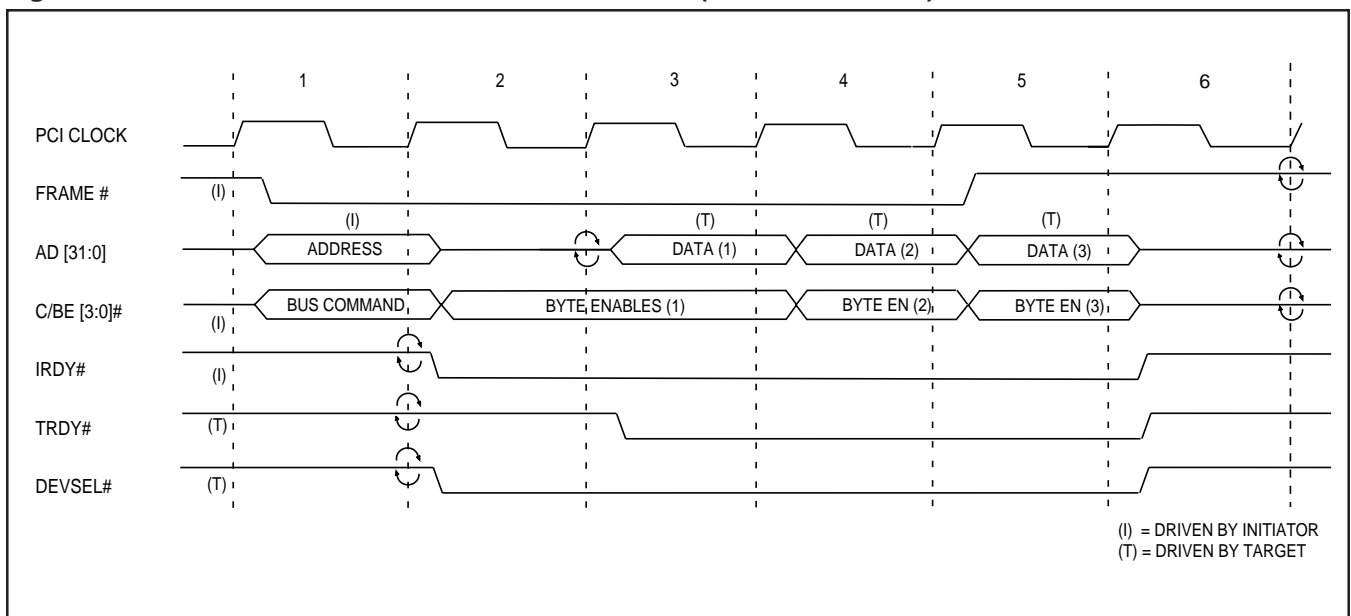 1 2 3 4 5 6
PCI CLOCK
FRAME # (I)
(I) (T) (T) (T)
AD [31:0] ADDRESS DATA (1) DATA (2) DATA (3)
C/BE [3:0]# (I) BUS COMMAND BYTE ENABLES (1) BYTE EN (2) BYTE EN (3)
IRDY# (I)
TRDY# (T)
DEVSEL# (T)
(I) = DRIVEN BY INITIATOR
(T) = DRIVEN BY TARGET